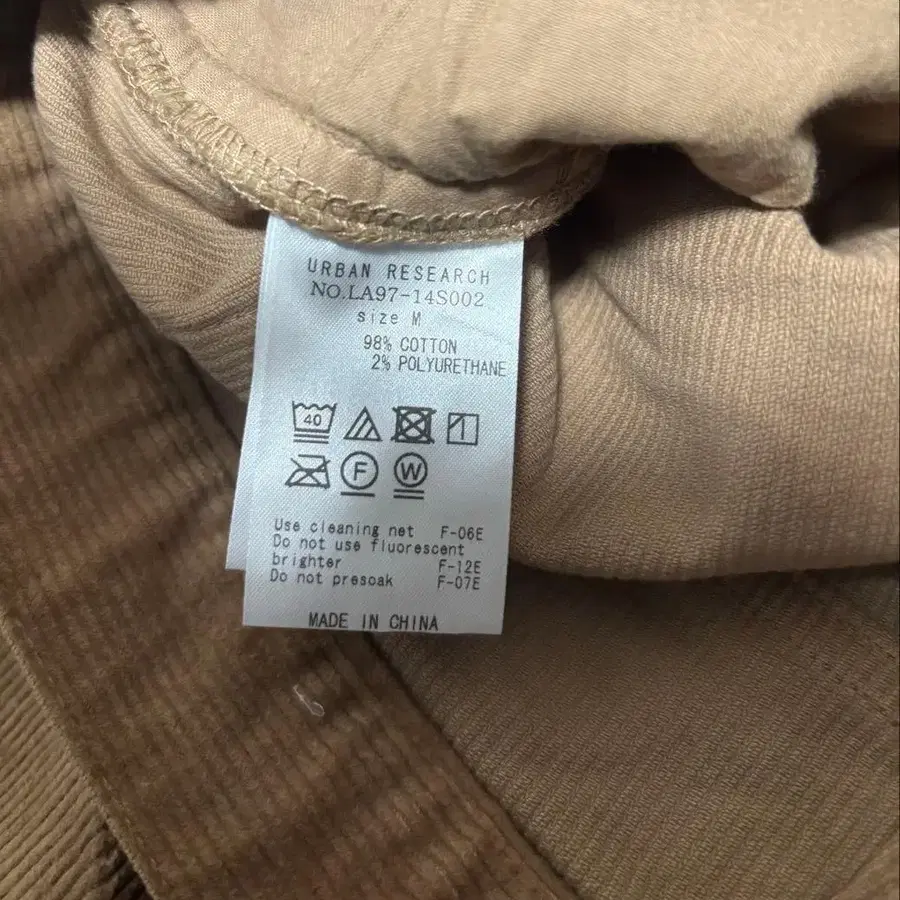 URBAN RESEARCH
NO.LA97-14S002
size M
98% COTTON
2% POLYURETHANE
40
F W
Use cleaning net F-06E
Do not use fluorescent
brighter F-12E
Do not presoak F-07E
MADE IN CHINA